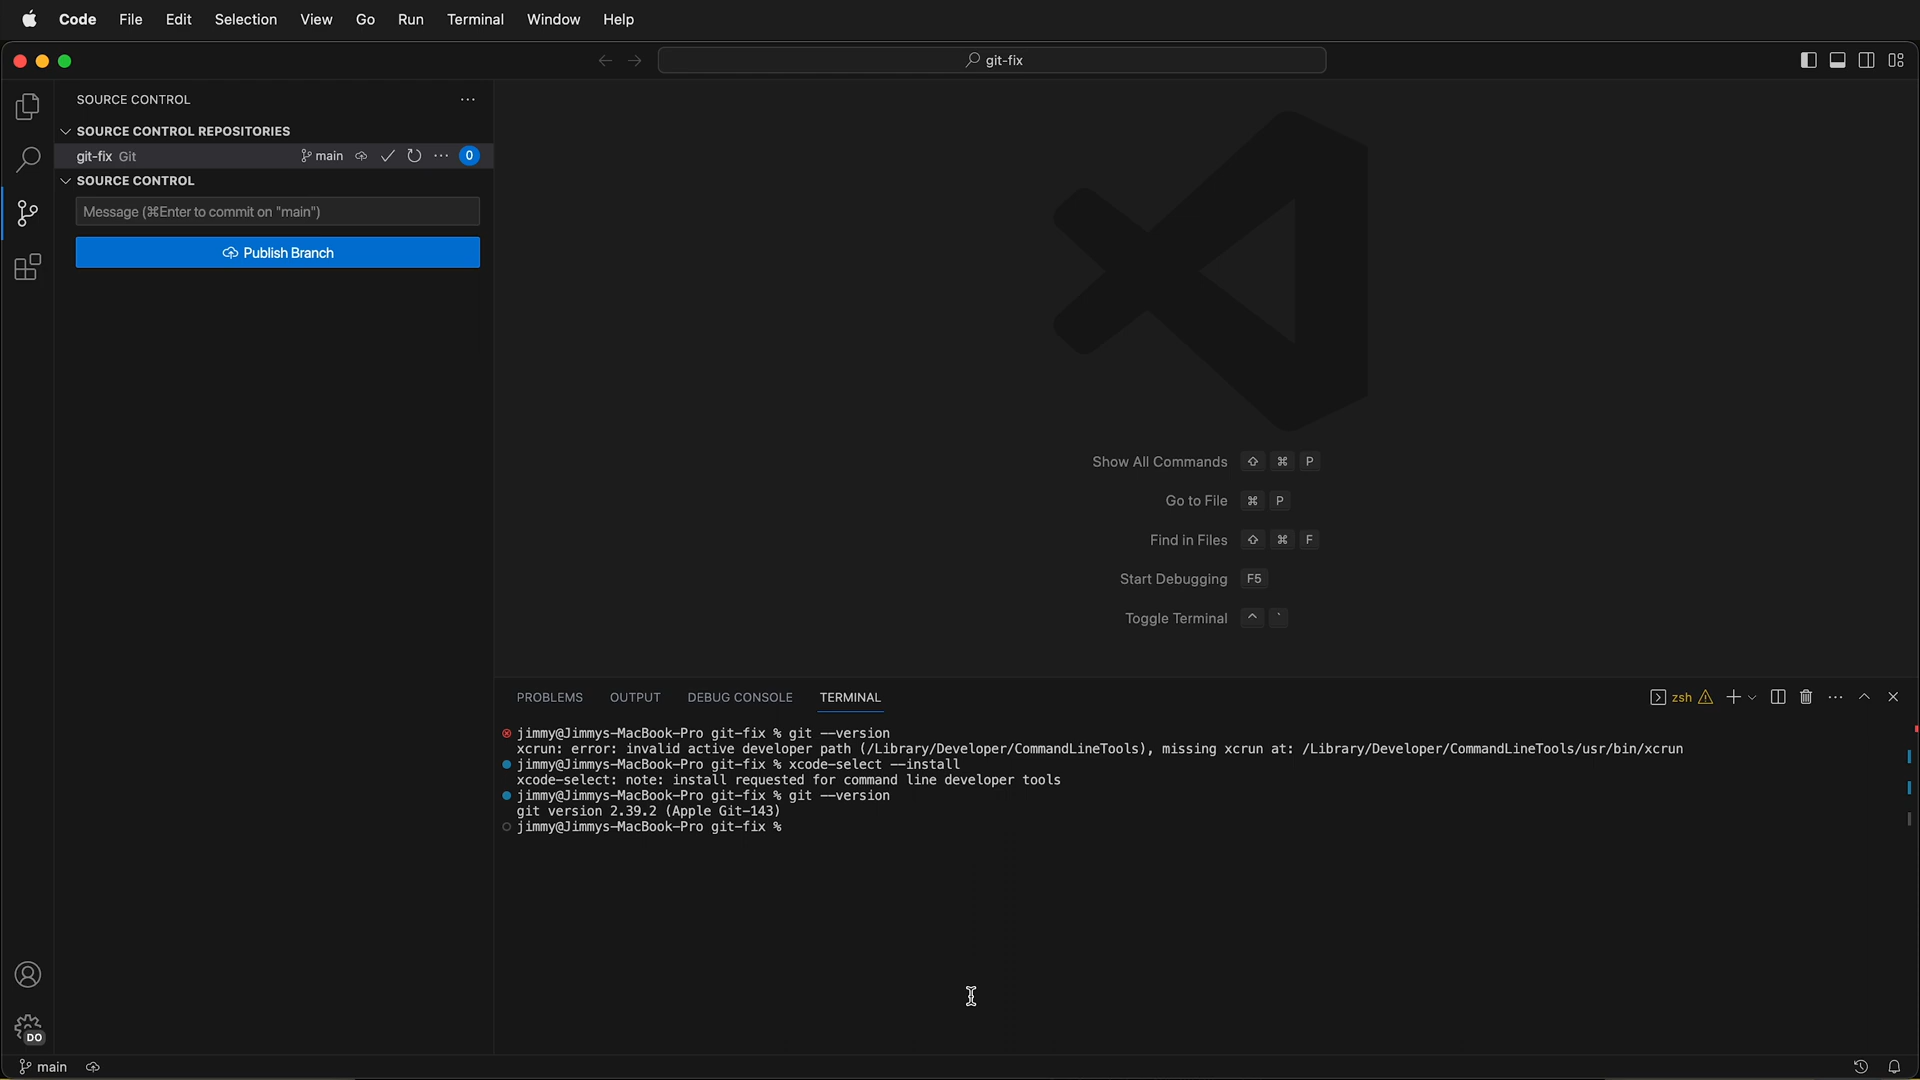 Code File Edit Selection View Go Run Terminal Window Help
git-fix
SOURCE CONTROL
SOURCE CONTROL REPOSITORIES
git-fix Git main 0
SOURCE CONTROL
Message (⌘Enter to commit on "main")
Publish Branch
Show All Commands ⇧ ⌘ P
Go to File ⌘ P
Find in Files ⇧ ⌘ F
Start Debugging F5
Toggle Terminal ^ `
PROBLEMS OUTPUT DEBUG CONSOLE TERMINAL zsh
jimmy@Jimmys-MacBook-Pro git-fix % git --version
xcrun: error: invalid active developer path (/Library/Developer/CommandLineTools), missing xcrun at: /Library/Developer/CommandLineTools/usr/bin/xcrun
jimmy@Jimmys-MacBook-Pro git-fix % xcode-select --install
xcode-select: note: install requested for command line developer tools
jimmy@Jimmys-MacBook-Pro git-fix % git --version
git version 2.39.2 (Apple Git-143)
jimmy@Jimmys-MacBook-Pro git-fix %
DO
main